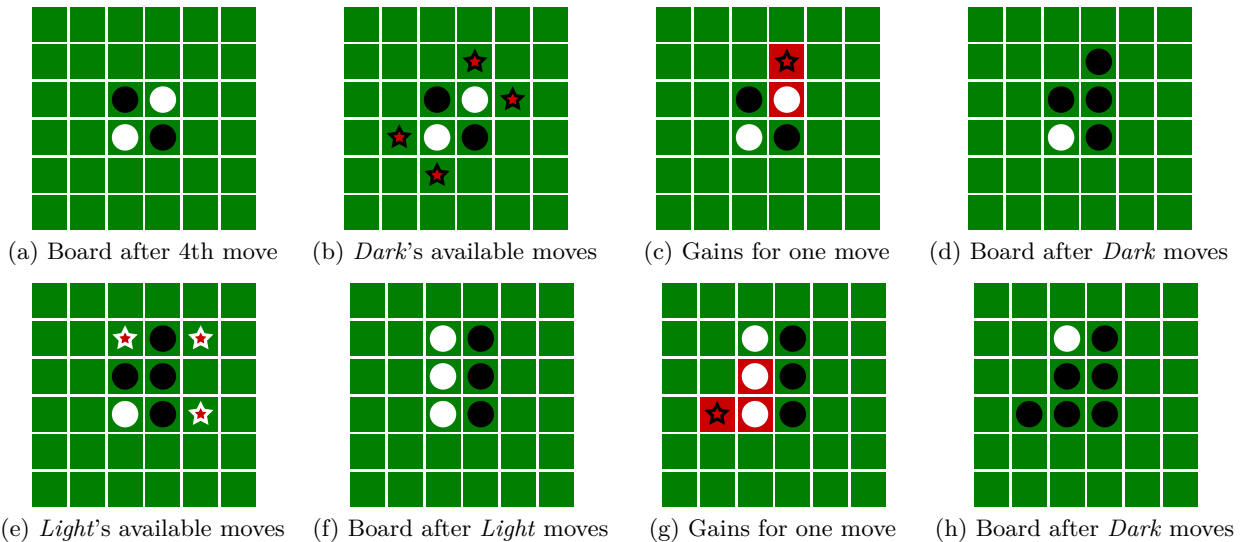 (a) Board after 4th move
(b) Dark's available moves
(c) Gains for one move
(d) Board after Dark moves
(e) Light's available moves
(f) Board after Light moves
(g) Gains for one move
(h) Board after Dark moves